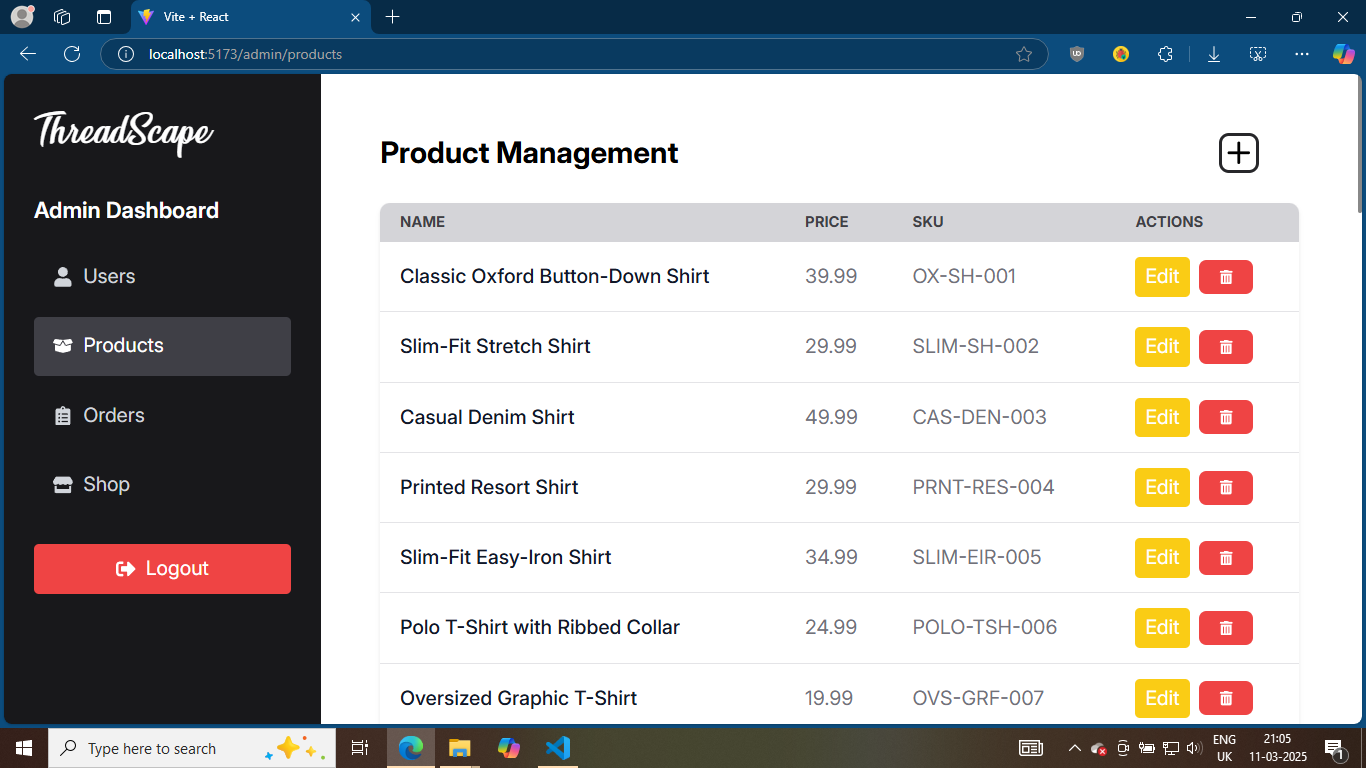 Vite + React
localhost:5173/admin/products
UD
ThreadScape
Admin Dashboard
Users
Products
Orders
Shop
Logout
Product Management
NAME PRICE SKU ACTIONS
Classic Oxford Button-Down Shirt 39.99 OX-SH-001 Edit
Slim-Fit Stretch Shirt 29.99 SLIM-SH-002 Edit
Casual Denim Shirt 49.99 CAS-DEN-003 Edit
Printed Resort Shirt 29.99 PRNT-RES-004 Edit
Slim-Fit Easy-Iron Shirt 34.99 SLIM-EIR-005 Edit
Polo T-Shirt with Ribbed Collar 24.99 POLO-TSH-006 Edit
Oversized Graphic T-Shirt 19.99 OVS-GRF-007 Edit
Type here to search
ENG
UK
21:05
11-03-2025
1